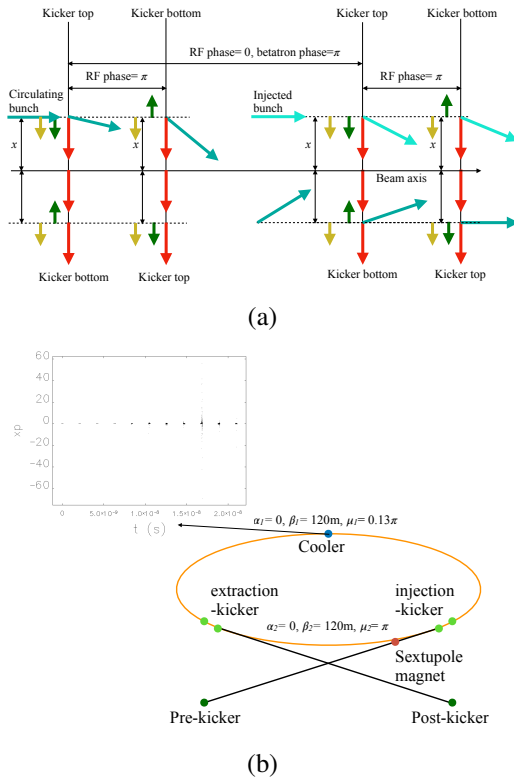 Kicker top
Kicker bottom
Kicker top
Kicker bottom
RF phase= 0, betatron phase=π
RF phase= π
RF phase= π
Circulating
bunch
Injected
bunch
x
x
x
x
Beam axis
Kicker bottom
Kicker top
Kicker bottom
Kicker top
(a)
60
40
20
0
-20
-40
-60
xp
0
5.0×10⁻⁹
1.0×10⁻⁸
1.5×10⁻⁸
2.0×10⁻⁸
t (s)
α₁= 0, β₁= 120m, μ₁= 0.13π
Cooler
extraction
-kicker
injection
-kicker
α₂= 0, β₂= 120m, μ₂= π
Sextupole
magnet
Pre-kicker
Post-kicker
(b)